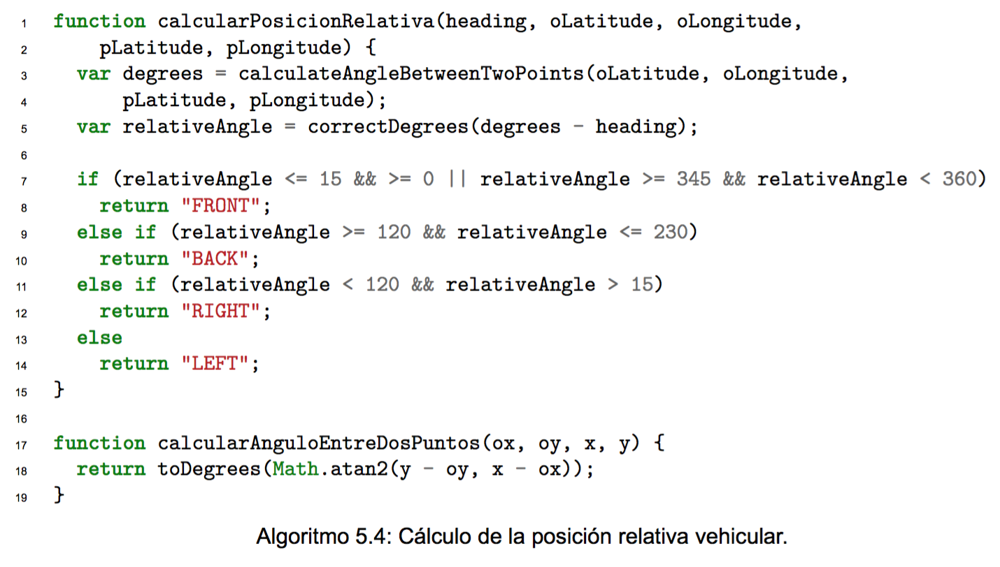 1 function calcularPosicionRelativa(heading, oLatitude, oLongitude,
2 pLatitude, pLongitude) {
3 var degrees = calculateAngleBetweenTwoPoints(oLatitude, oLongitude,
4 pLatitude, pLongitude);
5 var relativeAngle = correctDegrees(degrees - heading);
6
7 if (relativeAngle <= 15 && >= 0 || relativeAngle >= 345 && relativeAngle < 360)
8 return "FRONT";
9 else if (relativeAngle >= 120 && relativeAngle <= 230)
10 return "BACK";
11 else if (relativeAngle < 120 && relativeAngle > 15)
12 return "RIGHT";
13 else
14 return "LEFT";
15 }
16
17 function calcularAnguloEntreDosPuntos(ox, oy, x, y) {
18 return toDegrees(Math.atan2(y - oy, x - ox));
19 }
Algoritmo 5.4: Cálculo de la posición relativa vehicular.